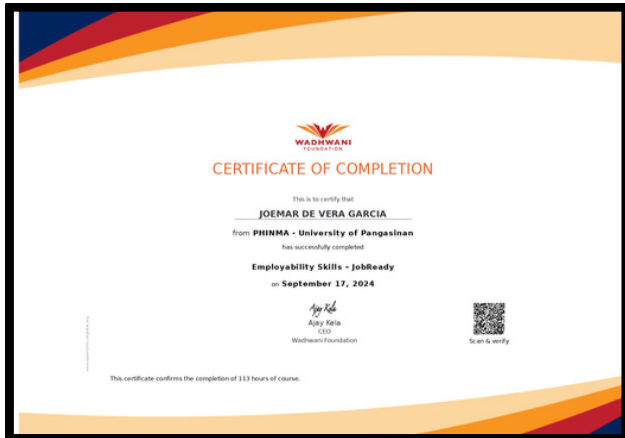 WADHWANI
FOUNDATION
CERTIFICATE OF COMPLETION
This is to certify that
JOEMAR DE VERA GARCIA
from PHINMA - University of Pangasinan
has successfully completed
Employability Skills – JobReady
on September 17, 2024
Ajay Kela
Ajay Kela
CEO
Wadhwani Foundation
Scan & verify
This certificate confirms the completion of 113 hours of course.